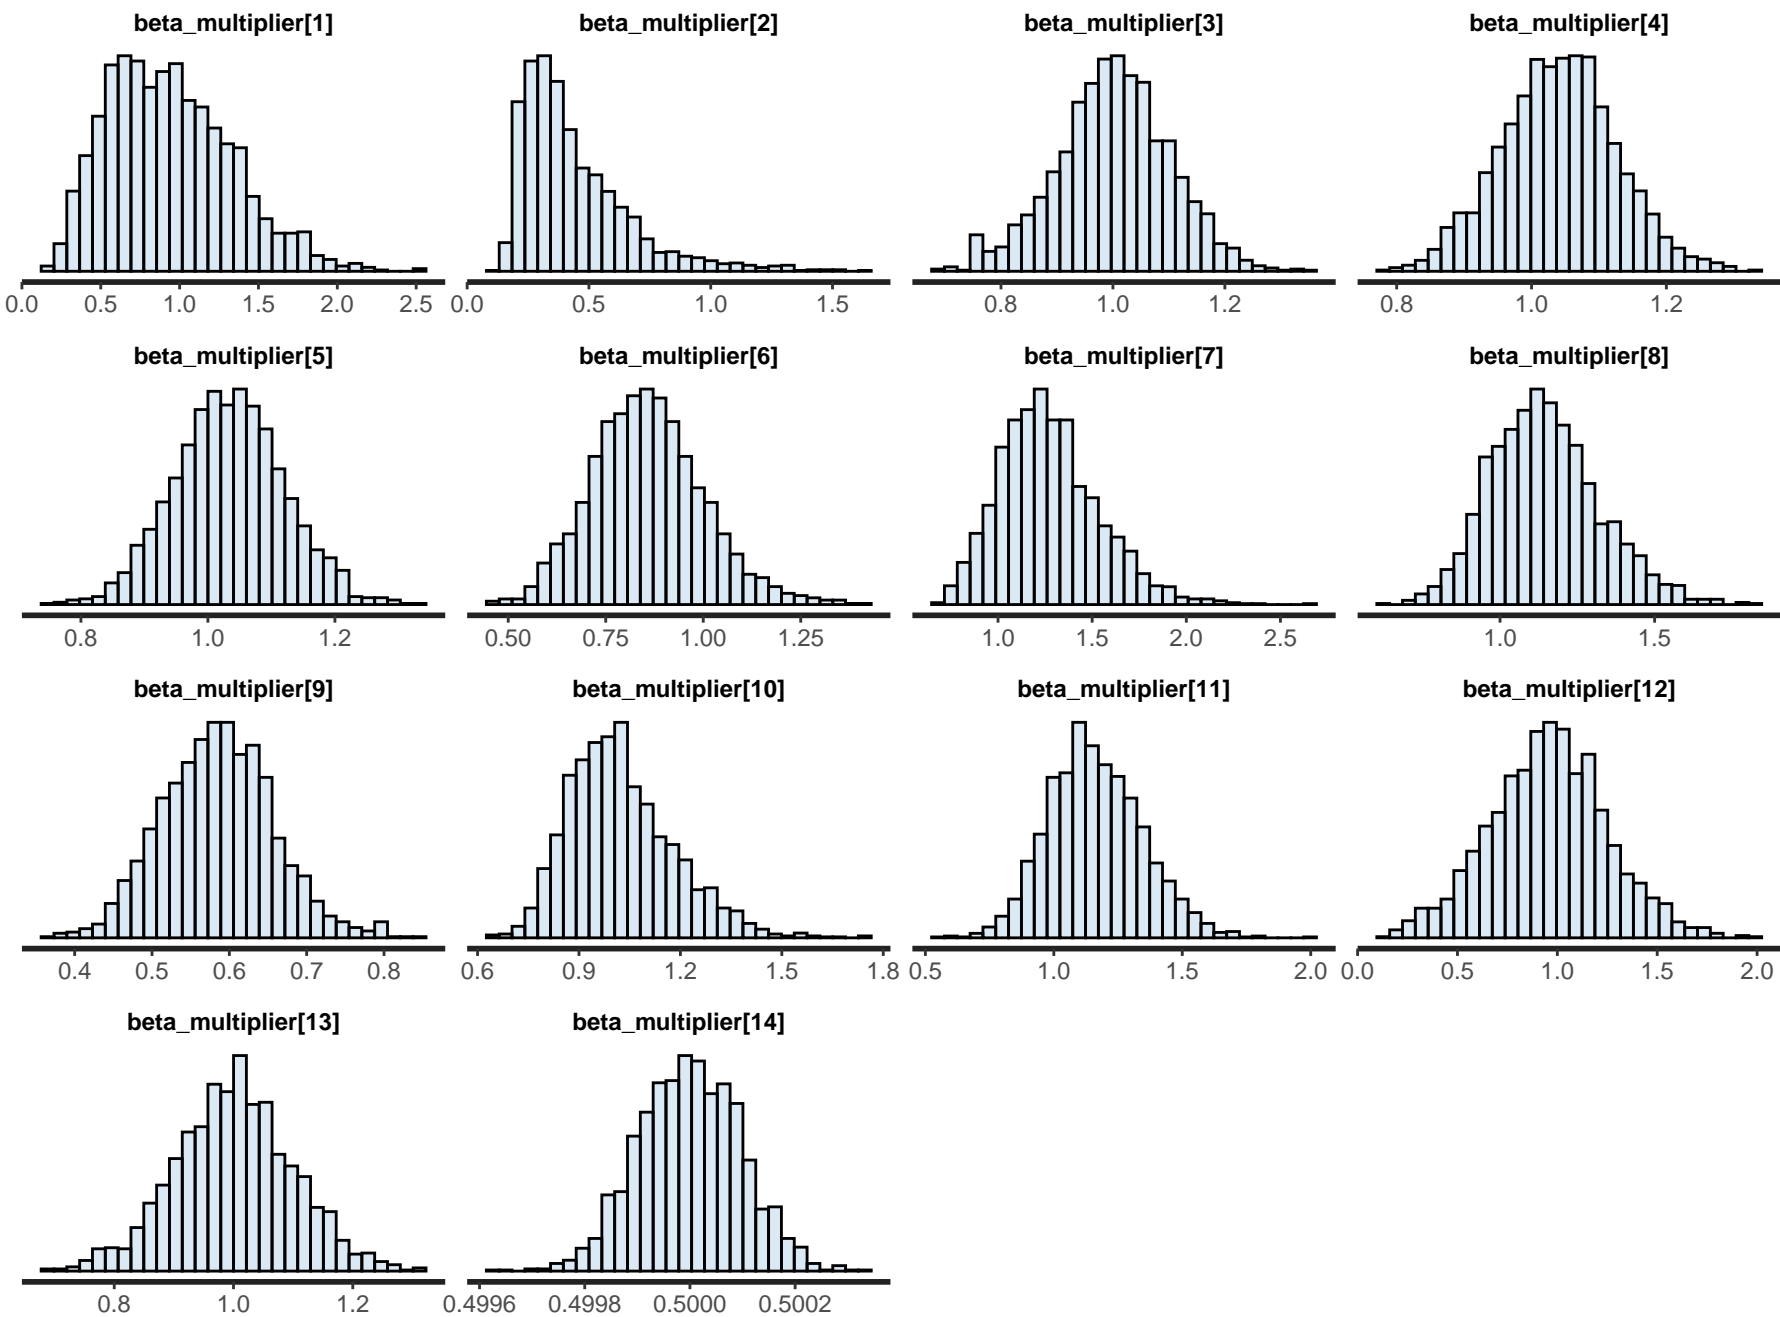 beta_multiplier[1] beta_multiplier[2] beta_multiplier[3] beta_multiplier[4]
0.0 0.5 1.0 1.5 2.0 2.5 0.0 0.5 1.0 1.5 0.8 1.0 1.2 0.8 1.0 1.2
beta_multiplier[5] beta_multiplier[6] beta_multiplier[7] beta_multiplier[8]
0.8 1.0 1.2 0.50 0.75 1.00 1.25 1.0 1.5 2.0 2.5 1.0 1.5
beta_multiplier[9] beta_multiplier[10] beta_multiplier[11] beta_multiplier[12]
0.4 0.5 0.6 0.7 0.8 0.6 0.9 1.2 1.5 1.8 0.5 1.0 1.5 2.0 0.0 0.5 1.0 1.5 2.0
beta_multiplier[13] beta_multiplier[14]
0.8 1.0 1.2 0.4996 0.4998 0.5000 0.5002